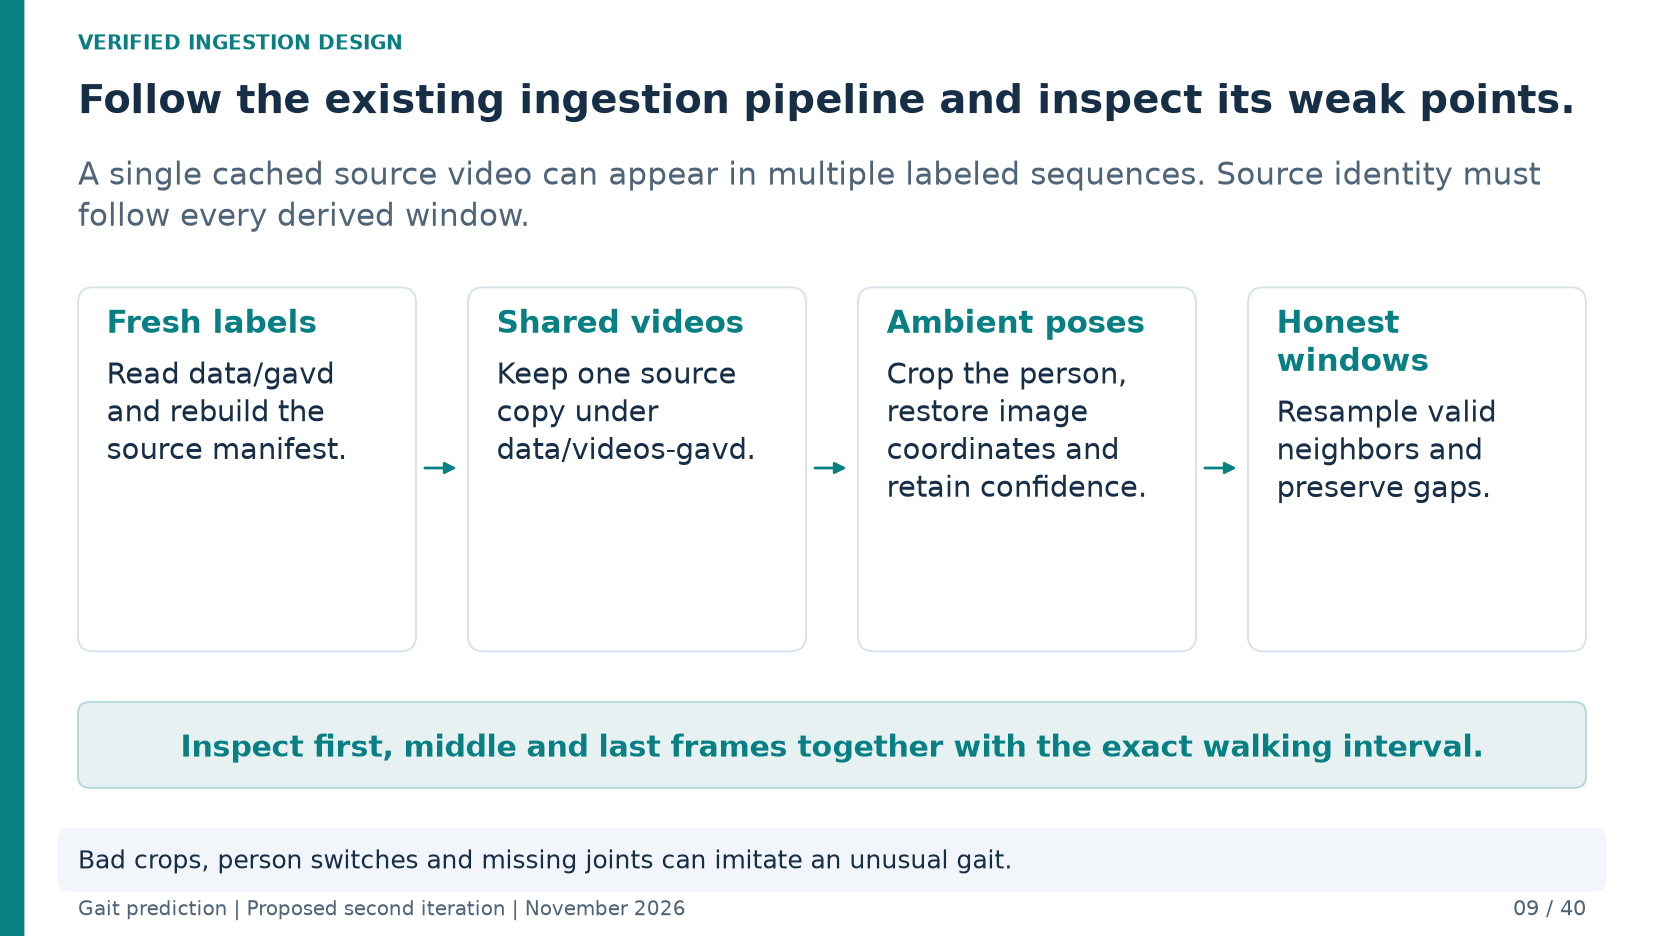 VERIFIED INGESTION DESIGN
Follow the existing ingestion pipeline and inspect its weak points.
A single cached source video can appear in multiple labeled sequences. Source identity must
follow every derived window.
Fresh labels
Read data/gavd
and rebuild the
source manifest.
Shared videos
Keep one source
copy under
data/videos-gavd.
Ambient poses
Crop the person,
restore image
coordinates and
retain confidence.
Honest
windows
Resample valid
neighbors and
preserve gaps.
Inspect first, middle and last frames together with the exact walking interval.
Bad crops, person switches and missing joints can imitate an unusual gait.
Gait prediction | Proposed second iteration | November 2026
09 / 40